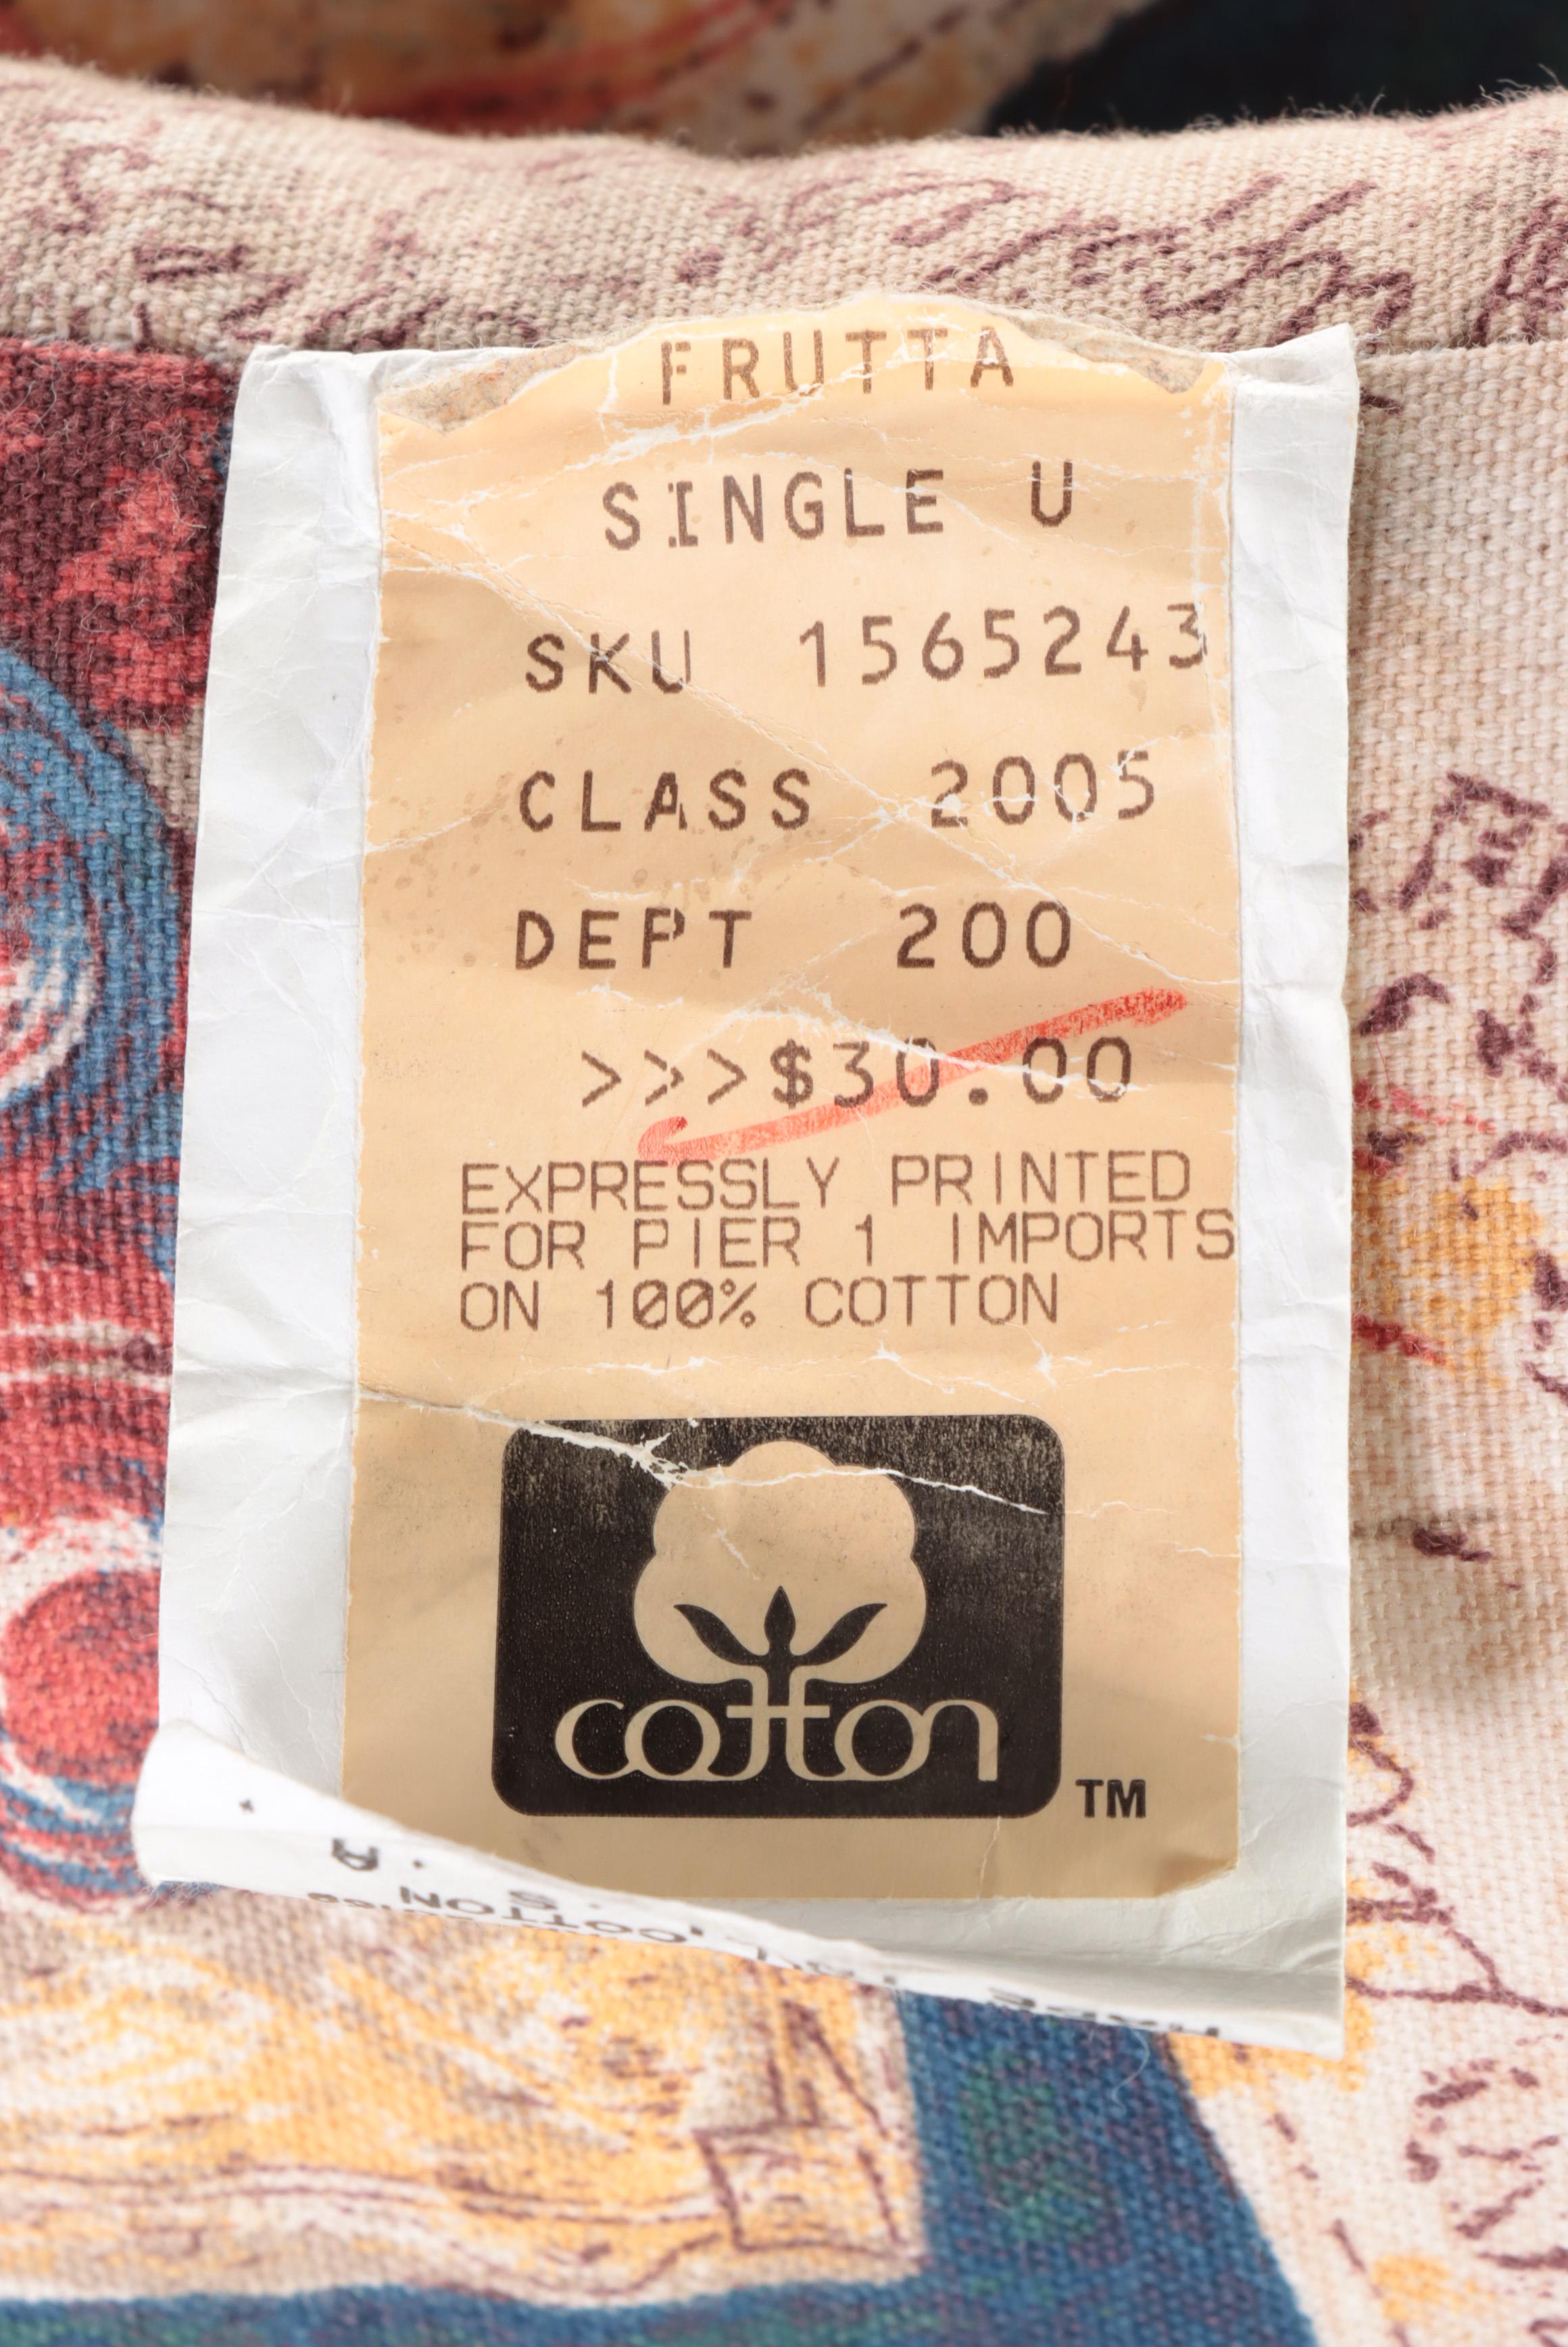 FRUTTA
SINGLE U
SKU 1565243
CLASS 2005
DEPT 200
>>>$30.00
EXPRESSLY PRINTED
FOR PIER 1 IMPORTS
ON 100% COTTON
cotton
TM
COTTON